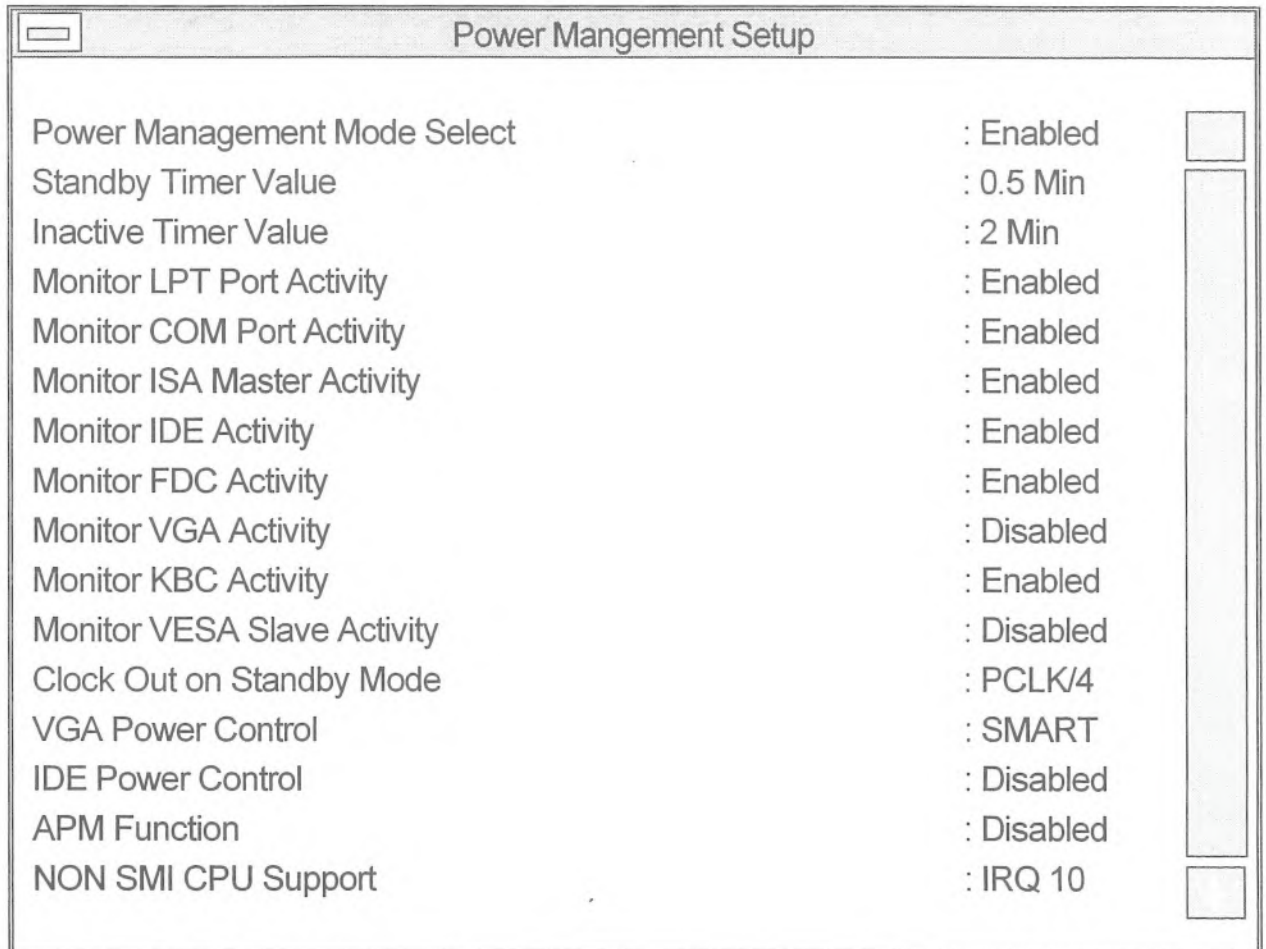 Power Mangement Setup
Power Management Mode Select : Enabled
Standby Timer Value : 0.5 Min
Inactive Timer Value : 2 Min
Monitor LPT Port Activity : Enabled
Monitor COM Port Activity : Enabled
Monitor ISA Master Activity : Enabled
Monitor IDE Activity : Enabled
Monitor FDC Activity : Enabled
Monitor VGA Activity : Disabled
Monitor KBC Activity : Enabled
Monitor VESA Slave Activity : Disabled
Clock Out on Standby Mode : PCLK/4
VGA Power Control : SMART
IDE Power Control : Disabled
APM Function : Disabled
NON SMI CPU Support : IRQ 10